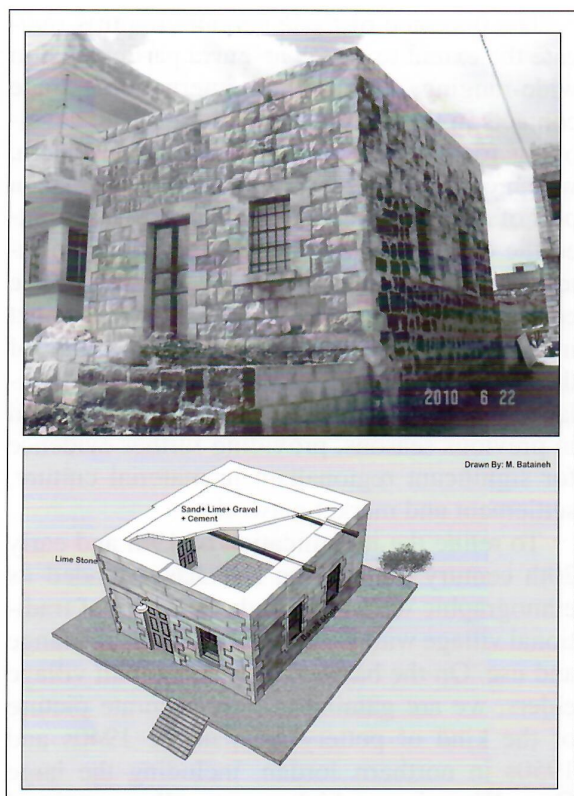 2010 6 22
Drawn By: M. Bataineh
Sand+ Lime+ Gravel
+ Cement
Lime Stone